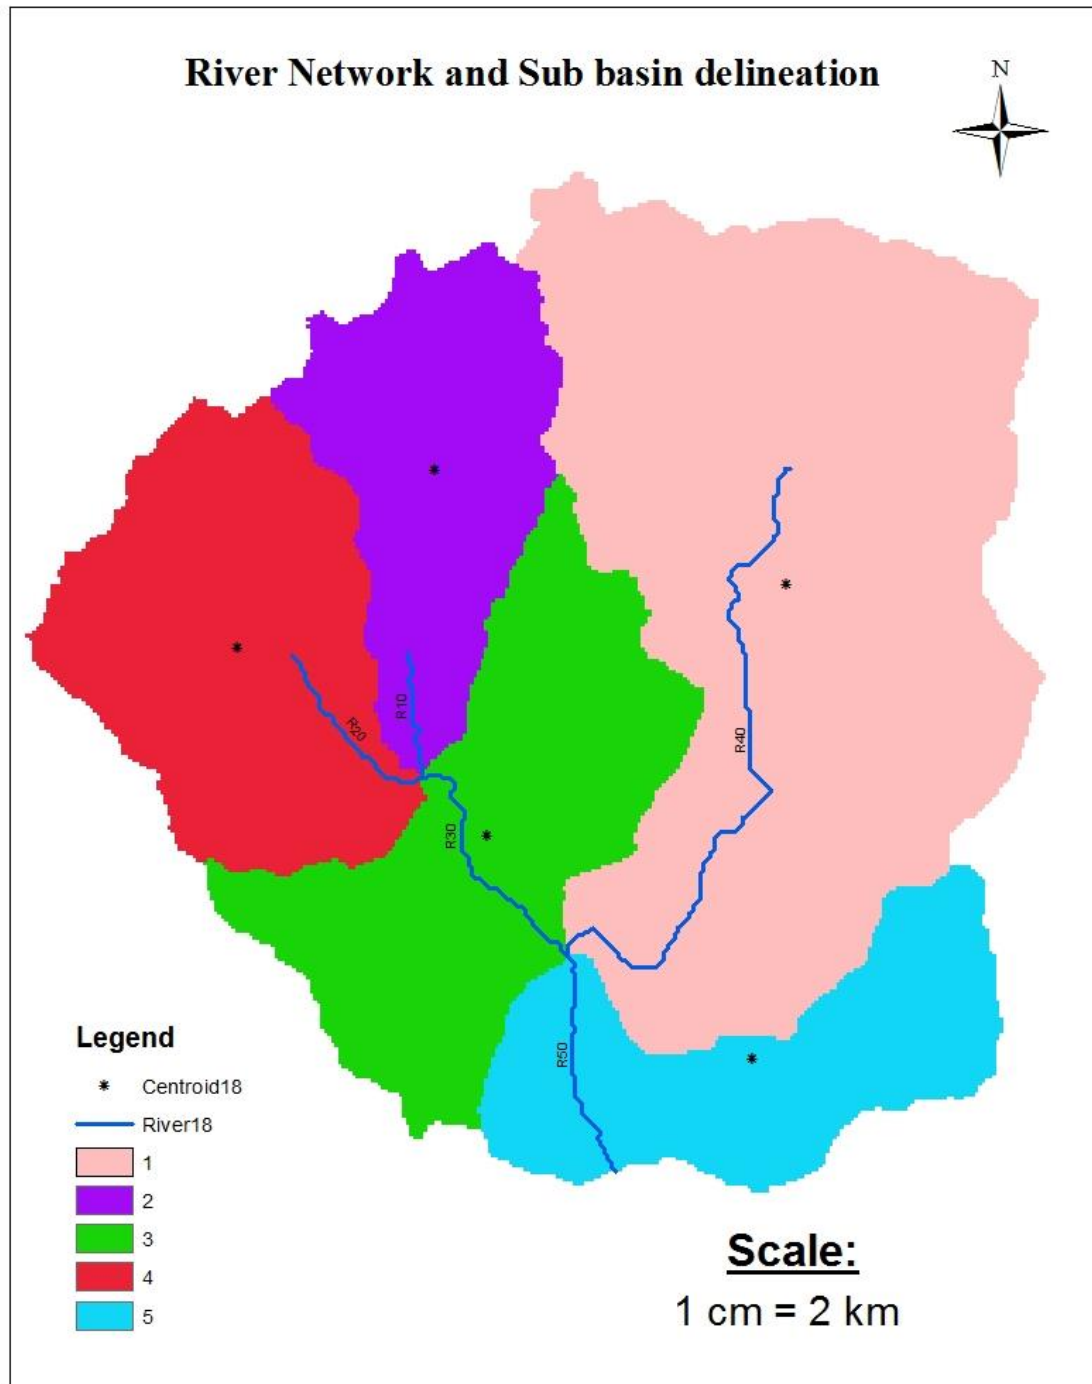 River Network and Sub basin delineation
N
R10
R20
R40
R30
R50
Legend
Centroid18
River18
1
2
3
4
5
Scale:
1 cm = 2 km